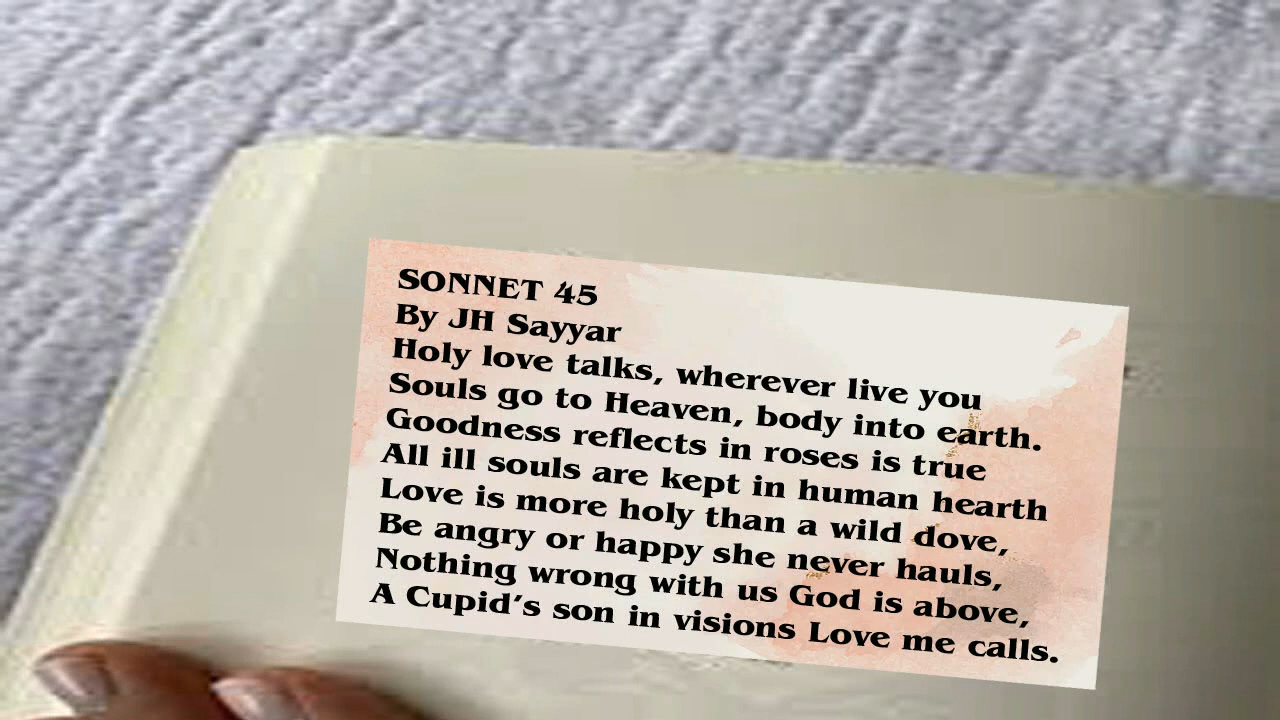 SONNET 45
By JH Sayyar
Holy love talks, wherever live you
Souls go to Heaven, body into earth.
Goodness reflects in roses is true
All ill souls are kept in human hearth
Love is more holy than a wild dove,
Be angry or happy she never hauls,
Nothing wrong with us God is above,
A Cupid's son in visions Love me calls.